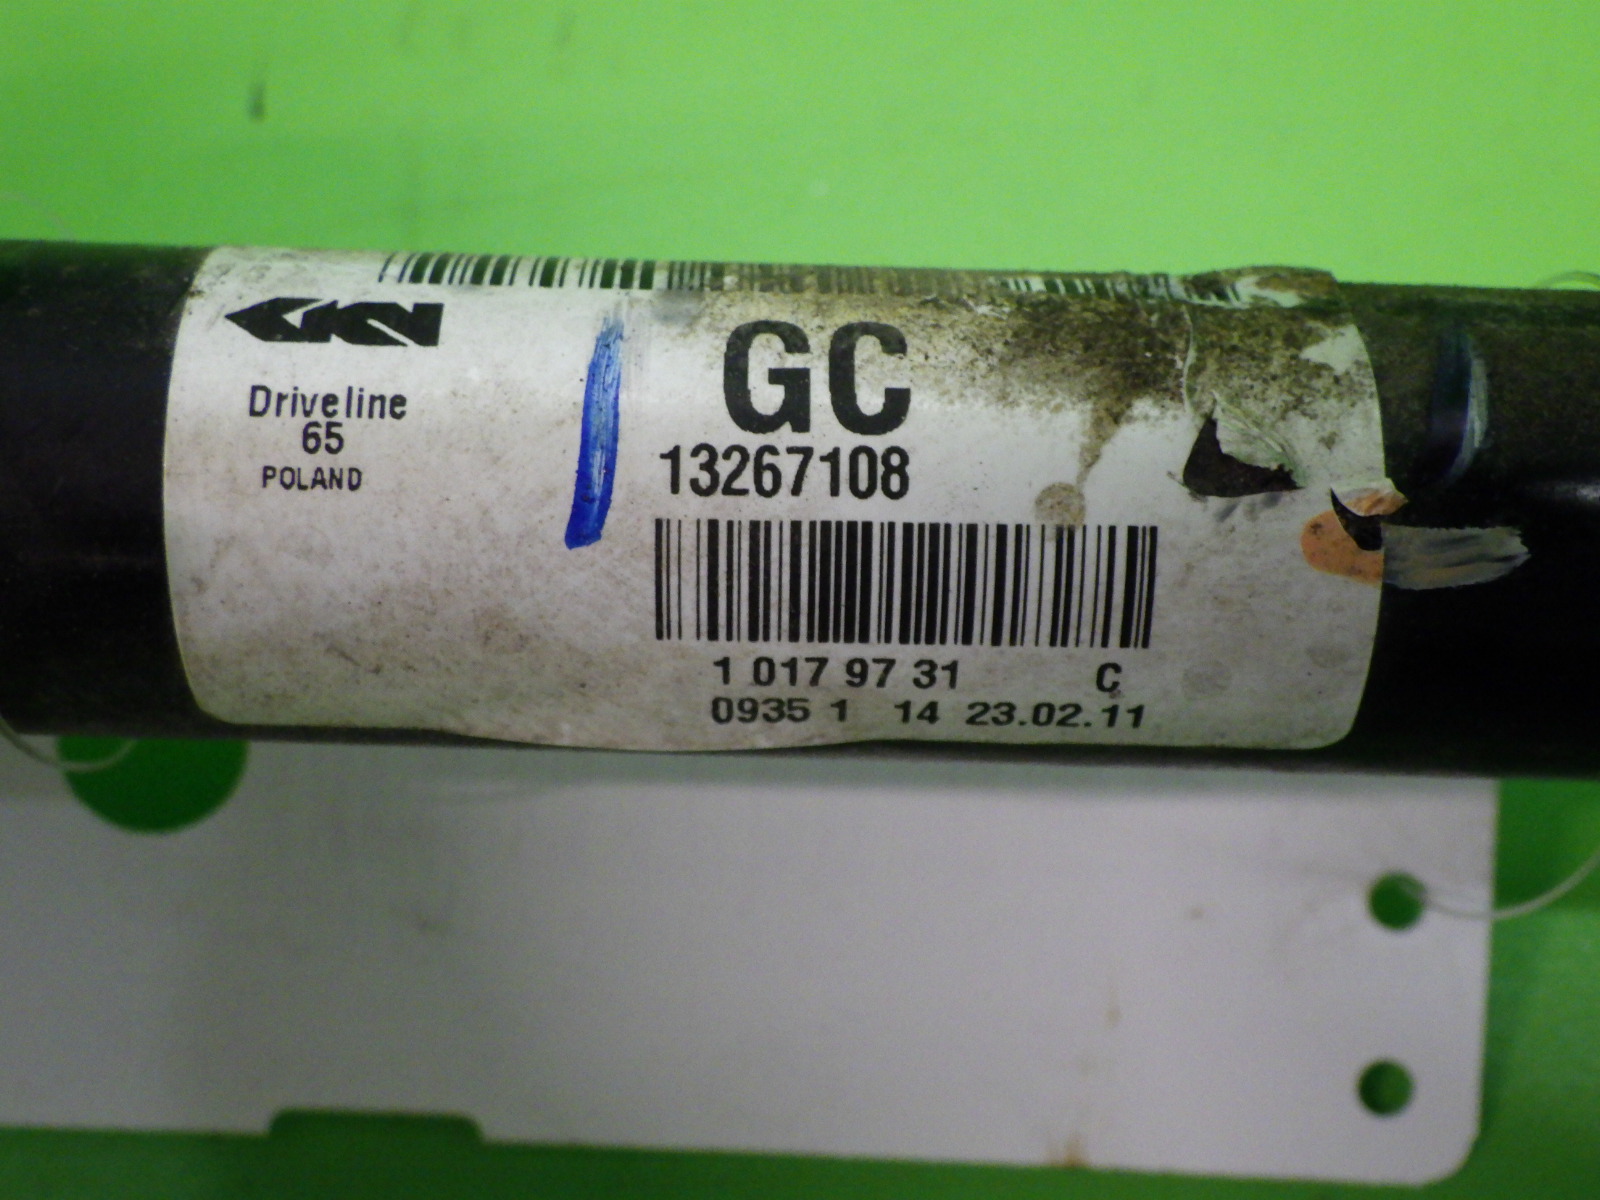 GKN
Driveline
65
POLAND
GC
13267108
1 017 97 31 C
0935 1 14 23.02.11